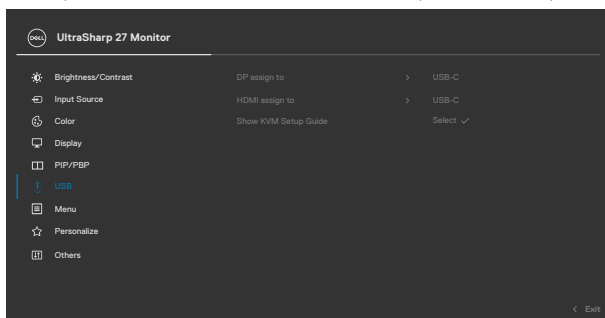 DELL UltraSharp 27 Monitor
Brightness/Contrast DP assign to > USB-C
Input Source HDMI assign to > USB-C
Color Show KVM Setup Guide Select ✓
Display
PIP/PBP
USB
Menu
Personalize
Others
< Exit